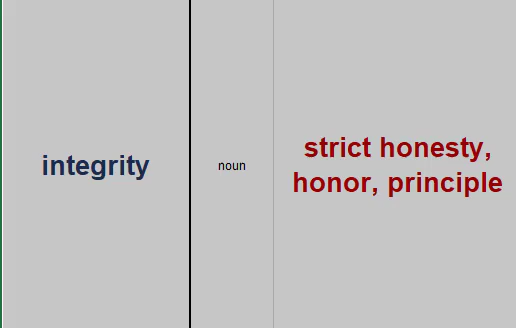 integrity
noun
strict honesty,
honor, principle